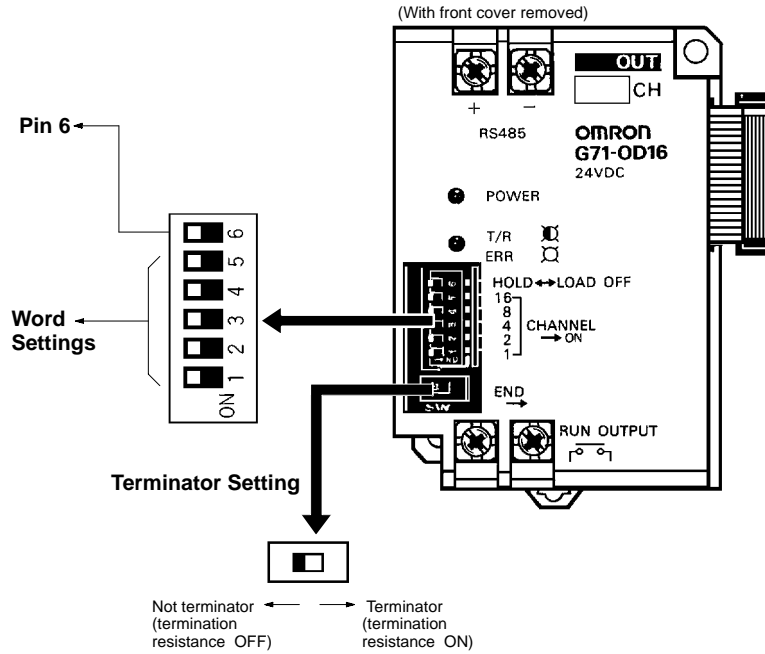 (With front cover removed)
OUT
CH
+ −
RS485
OMRON
G71-OD16
24VDC
POWER
T/R
ERR
HOLD ↔ LOAD OFF
16
8
4 CHANNEL
2 → ON
1
END
→
RUN OUTPUT
SW
Pin 6
6
5
4
3
2
1
ON
Word
Settings
Terminator Setting
Not terminator
(termination
resistance OFF)
Terminator
(termination
resistance ON)